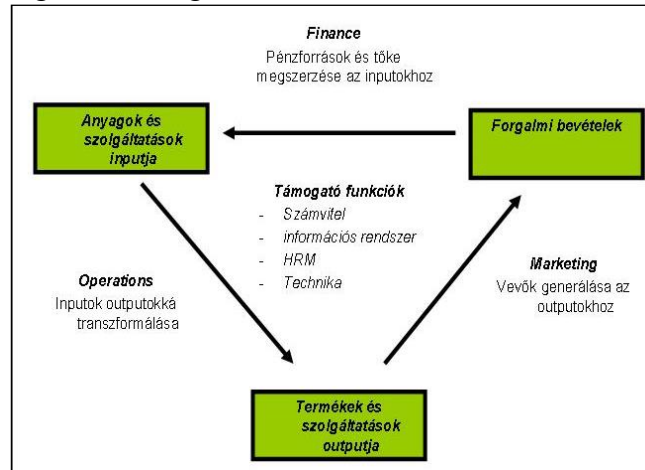 Finance
Pénzforrások és tőke
megszerzése az inputokhoz
Anyagok és
szolgáltatások
inputja
Forgalmi bevételek
Támogató funkciók
- Számvitel
- információs rendszer
- HRM
- Technika
Operations
Inputok outputokká
transzformálása
Marketing
Vevők generálása az
outputokhoz
Termékek és
szolgáltatások
outputja